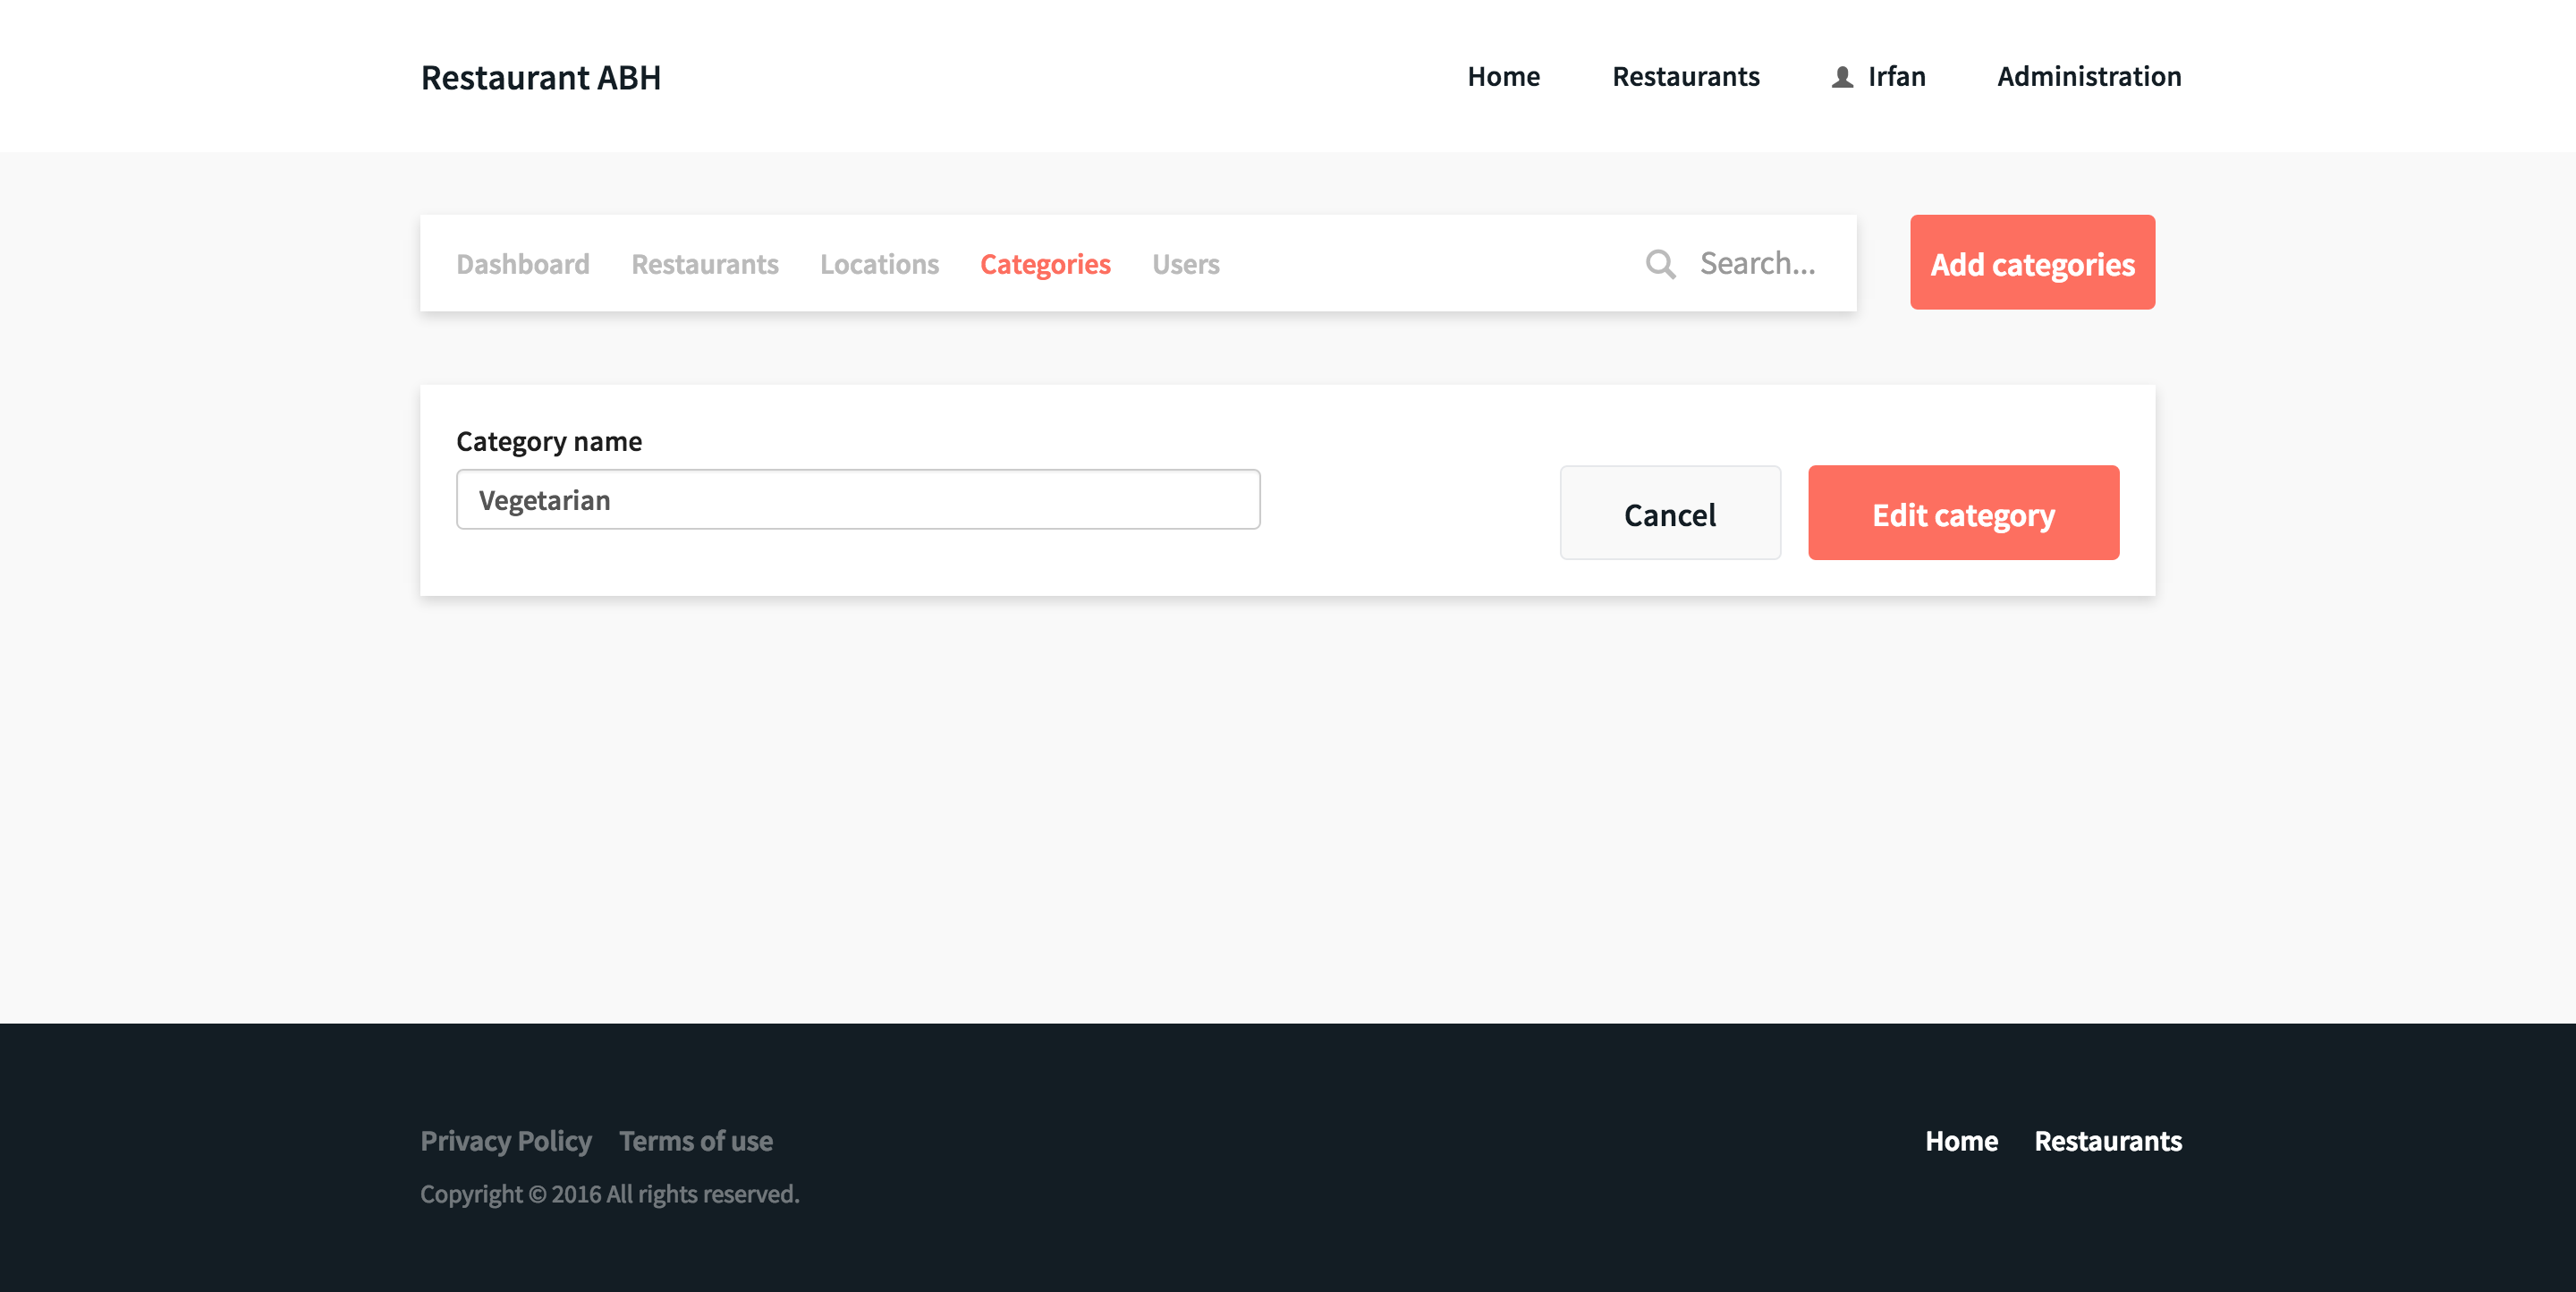 Restaurant ABH Home Restaurants Irfan Administration
Dashboard Restaurants Locations Categories Users Search... Add categories
Category name
Vegetarian
Cancel Edit category
Privacy Policy Terms of use Home Restaurants
Copyright © 2016 All rights reserved.